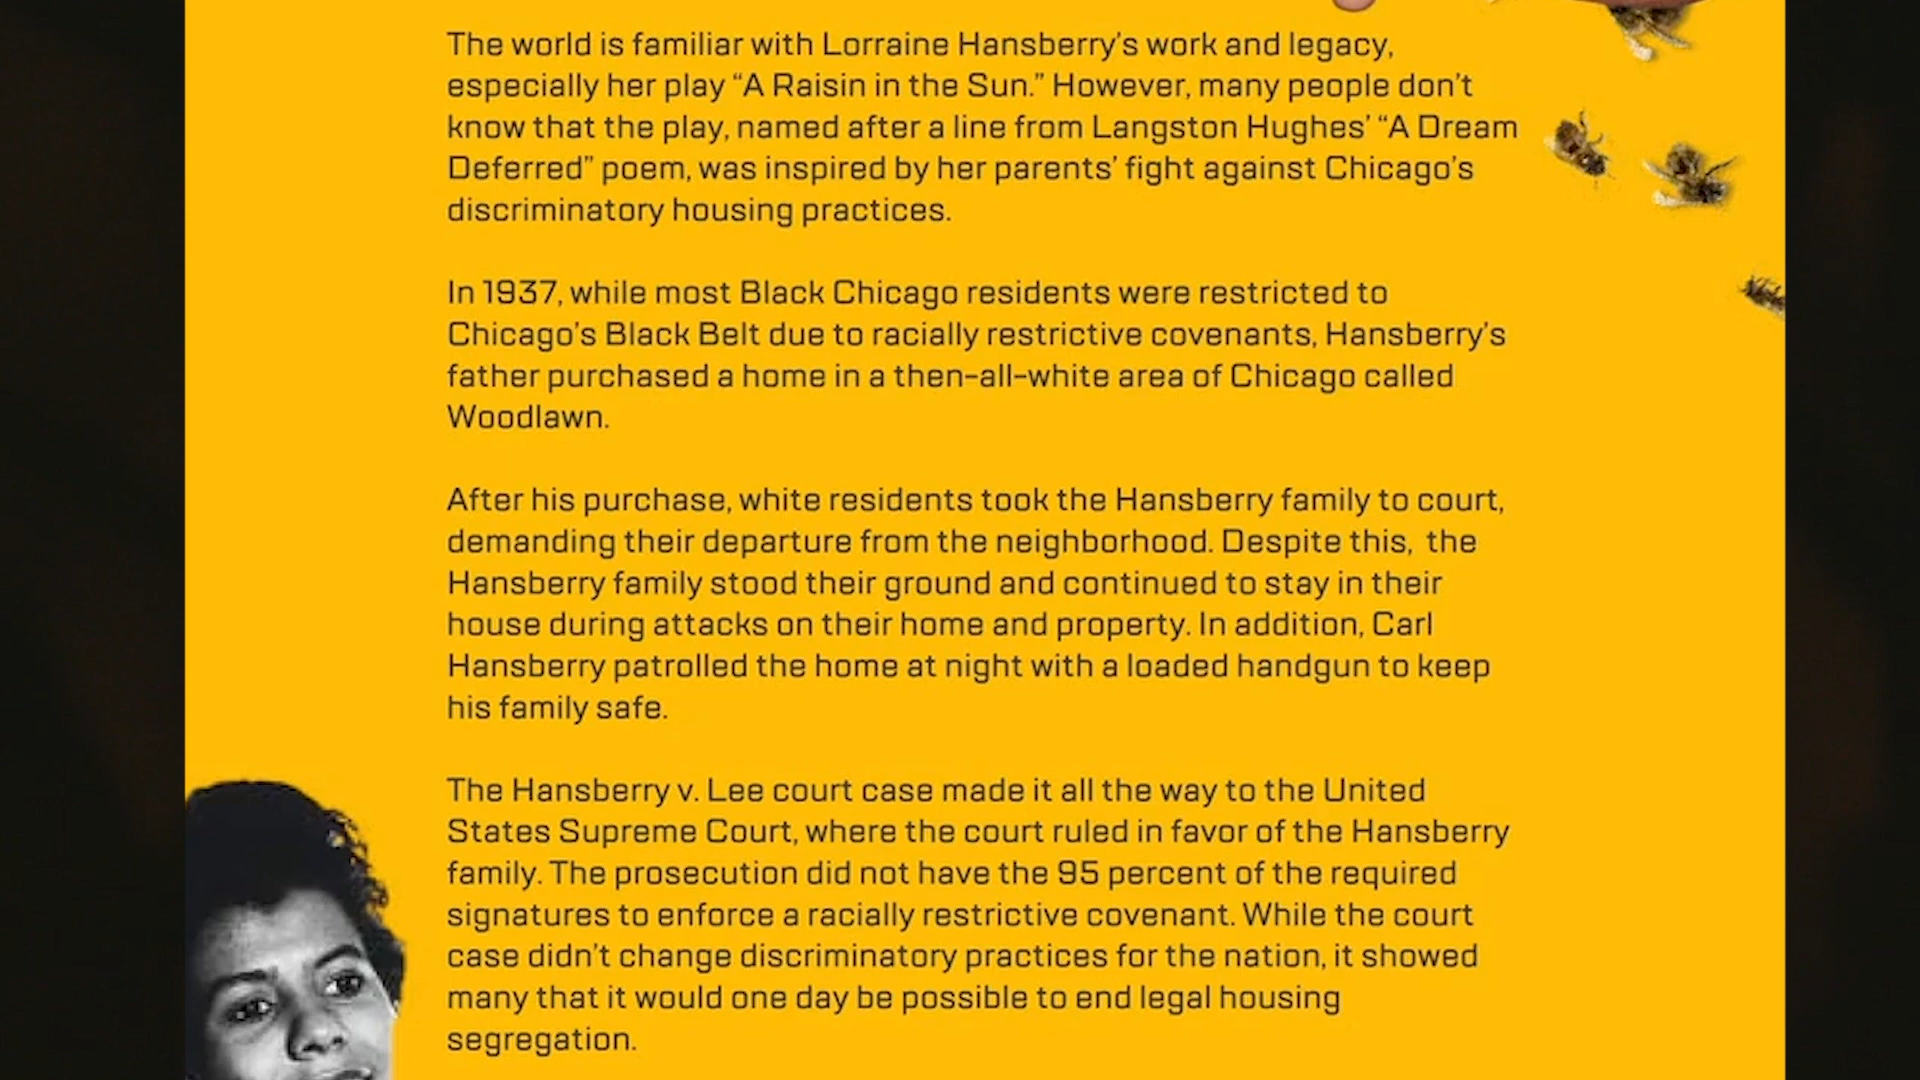 The world is familiar with Lorraine Hansberry’s work and legacy,
especially her play “A Raisin in the Sun.” However, many people don’t
know that the play, named after a line from Langston Hughes’ “A Dream
Deferred” poem, was inspired by her parents’ fight against Chicago’s
discriminatory housing practices.
In 1937, while most Black Chicago residents were restricted to
Chicago’s Black Belt due to racially restrictive covenants, Hansberry’s
father purchased a home in a then-all-white area of Chicago called
Woodlawn.
After his purchase, white residents took the Hansberry family to court,
demanding their departure from the neighborhood. Despite this, the
Hansberry family stood their ground and continued to stay in their
house during attacks on their home and property. In addition, Carl
Hansberry patrolled the home at night with a loaded handgun to keep
his family safe.
The Hansberry v. Lee court case made it all the way to the United
States Supreme Court, where the court ruled in favor of the Hansberry
family. The prosecution did not have the 95 percent of the required
signatures to enforce a racially restrictive covenant. While the court
case didn’t change discriminatory practices for the nation, it showed
many that it would one day be possible to end legal housing
segregation.